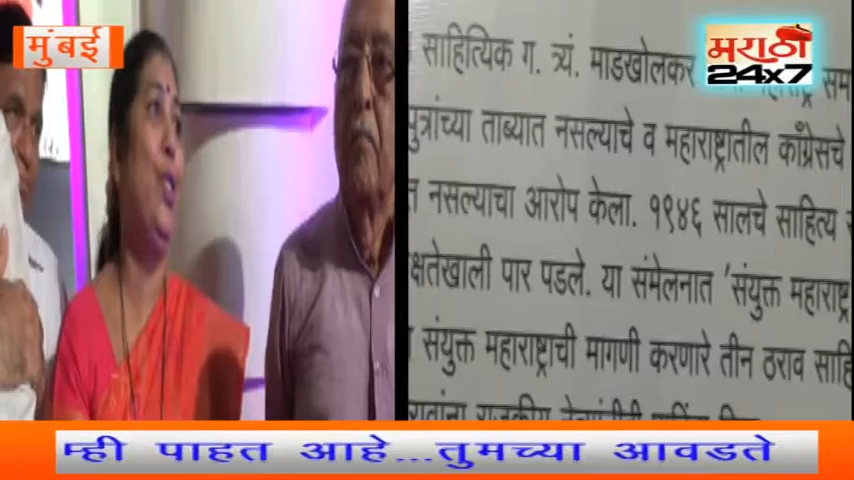 मुंबई
मराठी
24x7
साहित्यिक ग. त्र्यं. माडखोलकर
पुत्रांच्या ताब्यात नसल्याचे व महाराष्ट्रातील काँग्रेसचे
नसल्याचा आरोप केला. १९४६ सालचे साहित्य
क्षतेखाली पार पडले. या संमेलनात 'संयुक्त महाराष्ट्र
संयुक्त महाराष्ट्राची मागणी करणारे तीन ठराव साहि
म्ही पाहत आहे...तुमच्या आवडते